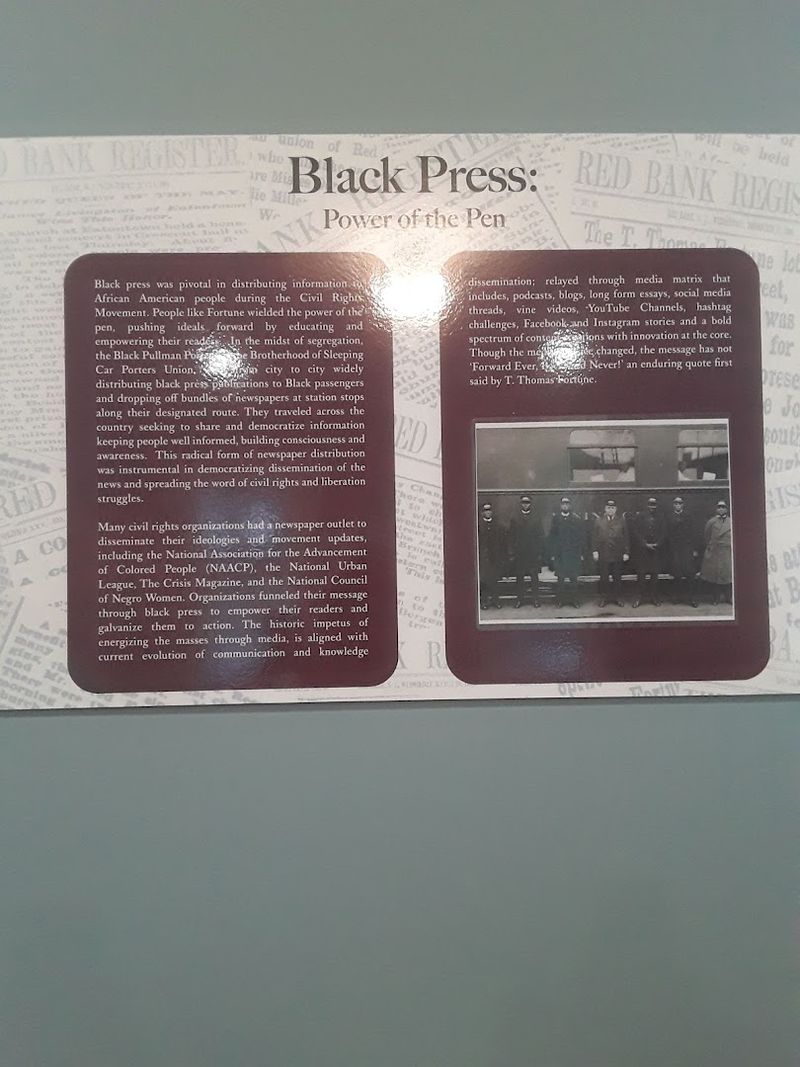 Black Press:
Power of the Pen
RED BANK REGISTER
RED BANK REGIS
Black press was pivotal in distributing information to
African American people during the Civil Rights
Movement. People like Fortune wielded the power of the
pen, pushing ideals forward by educating and
empowering their In the midst of segregation,
the Black Pullman Brotherhood of Sleeping
Car Porters Union, city to city widely
distributing black press publications to Black passengers
and dropping off bundles of newspapers at station stops
along their designated route. They traveled across the
country seeking to share and democratize information
keeping people well informed, building consciousness and
awareness. This radical form of newspaper distribution
was instrumental in democratizing dissemination of the
news and spreading the word of civil rights and liberation
struggles.
Many civil rights organizations had a newspaper outlet to
disseminate their ideologies and movement updates,
including the National Association for the Advancement
of Colored People (NAACP), the National Urban
League, The Crisis Magazine, and the National Council
of Negro Women. Organizations funneled their message
through black press to empower their readers and
galvanize them to action. The historic impetus of
energizing the masses through media, is aligned with
current evolution of communication and knowledge
dissemination; relayed through media matrix that
includes, podcasts, blogs, long form essays, social media
threads, vine videos, YouTube Channels, hashtag
challenges, Facebook and Instagram stories and a bold
spectrum of with innovation at the core.
Though the changed, the message has not
'Forward Ever, Never!' an enduring quote first
said by T. Thomas Fortune.